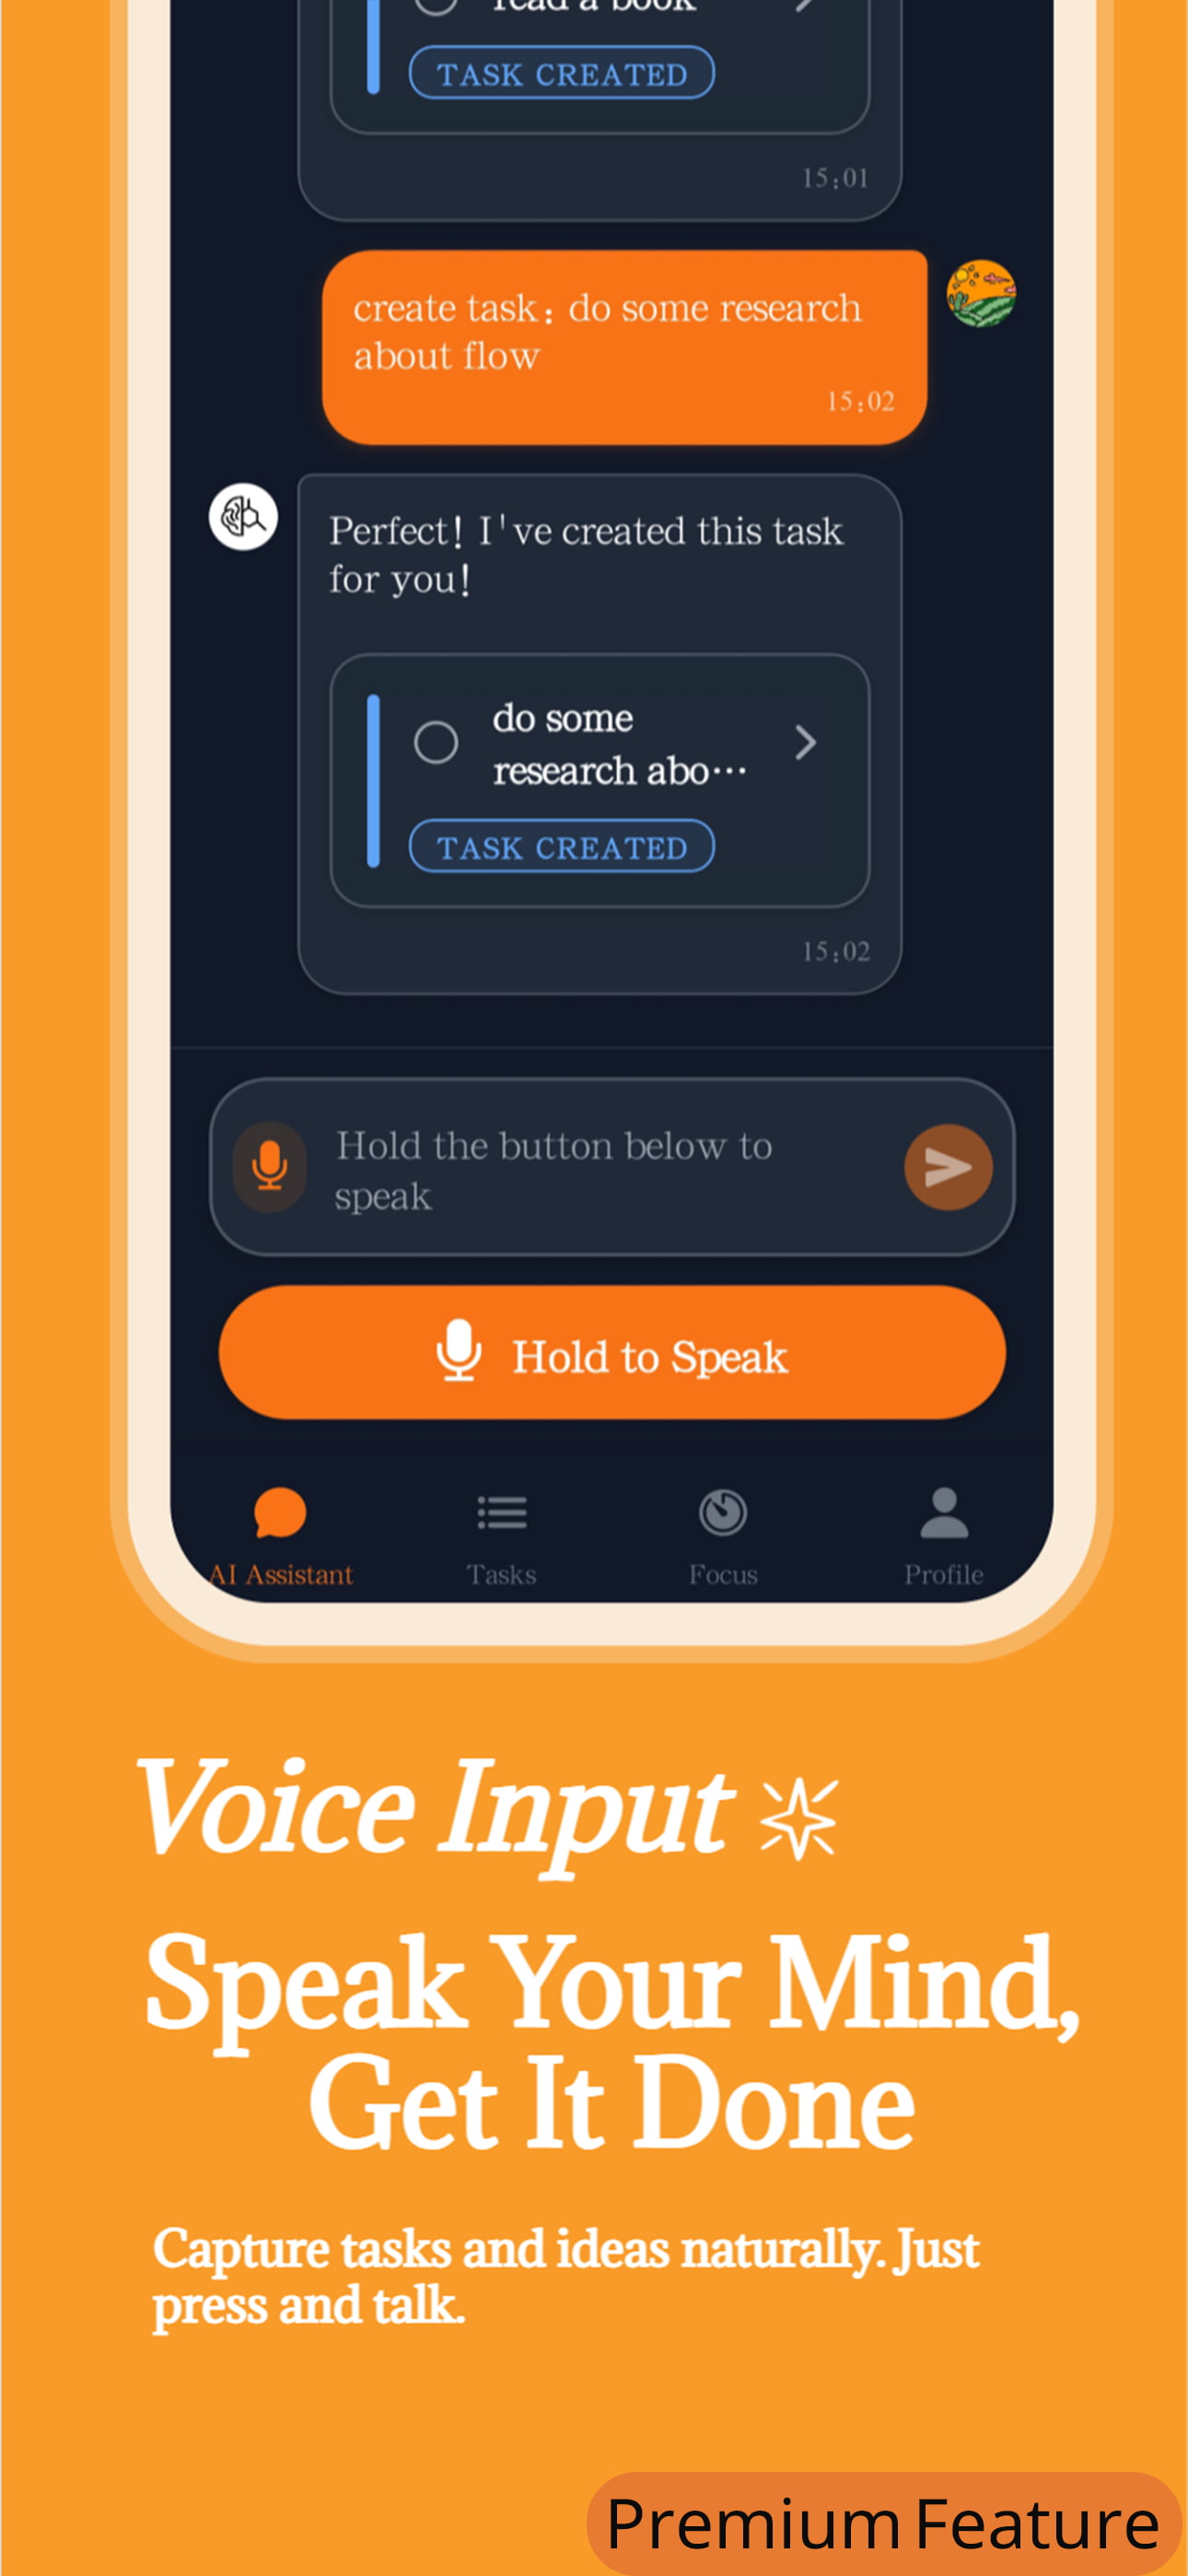 read a book
TASK CREATED
15:01
create task: do some research
about flow
15:02
Perfect! I've created this task
for you!
do some
research abo···
TASK CREATED
15:02
Hold the button below to
speak
Hold to Speak
AI Assistant
Tasks
Focus
Profile
Voice Input
Speak Your Mind,
Get It Done
Capture tasks and ideas naturally. Just
press and talk.
Premium Feature